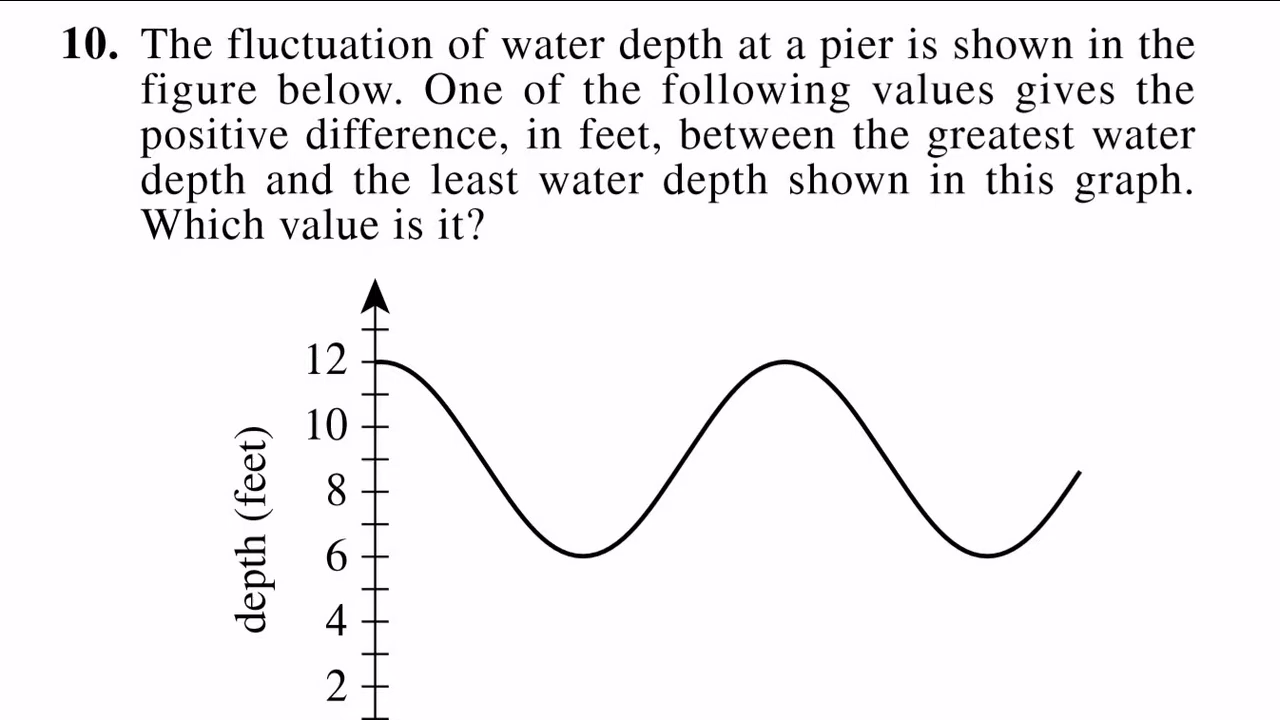 10. The fluctuation of water depth at a pier is shown in the
figure below. One of the following values gives the
positive difference, in feet, between the greatest water
depth and the least water depth shown in this graph.
Which value is it?
12
10
8
6
4
2
depth (feet)